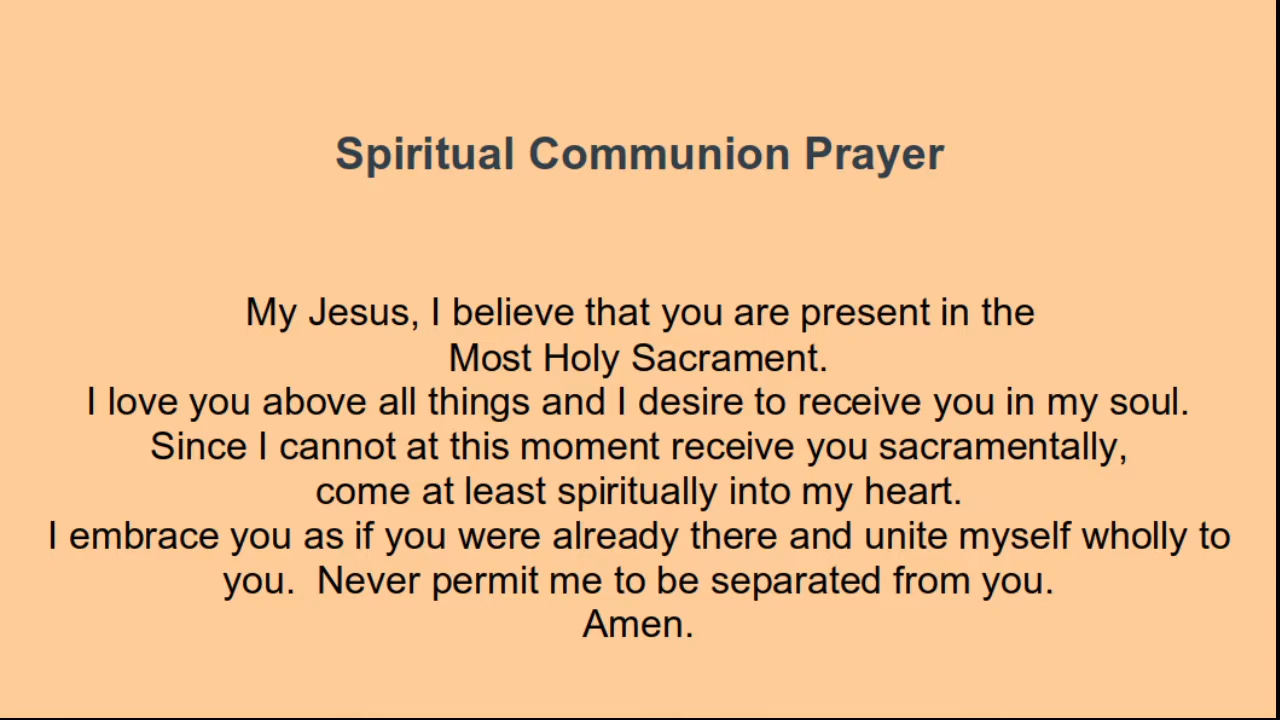 Spiritual Communion Prayer
My Jesus, I believe that you are present in the
Most Holy Sacrament.
I love you above all things and I desire to receive you in my soul.
Since I cannot at this moment receive you sacramentally,
come at least spiritually into my heart.
I embrace you as if you were already there and unite myself wholly to
you.  Never permit me to be separated from you.
Amen.